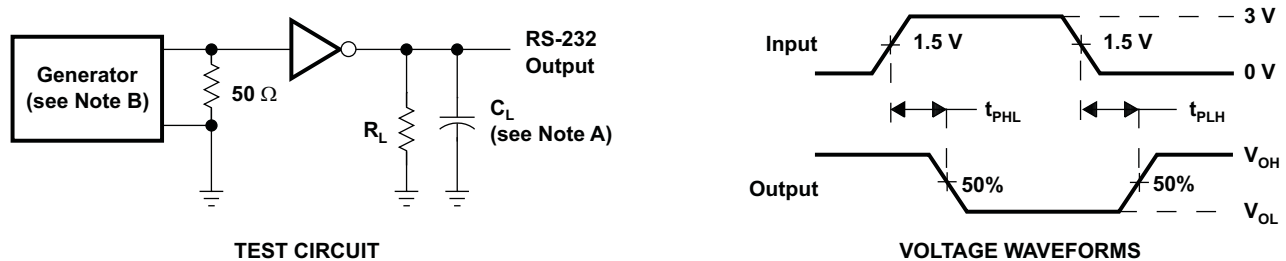 Generator
(see Note B)
50 Ω
R_L
C_L
(see Note A)
RS-232
Output
TEST CIRCUIT
Input
1.5 V
1.5 V
3 V
0 V
t_PHL
t_PLH
Output
50%
50%
V_OH
V_OL
VOLTAGE WAVEFORMS